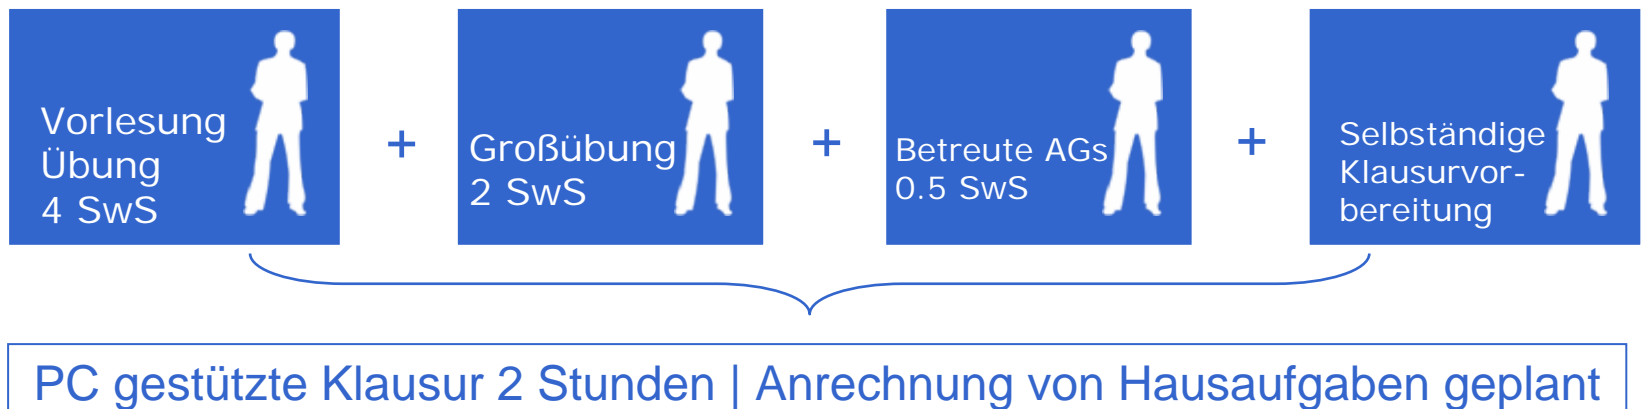 Vorlesung
Übung
4 SwS
+
Großübung
2 SwS
+
Betreute AGs
0.5 SwS
+
Selbständige
Klausurvor-
bereitung
PC gestützte Klausur 2 Stunden | Anrechnung von Hausaufgaben geplant